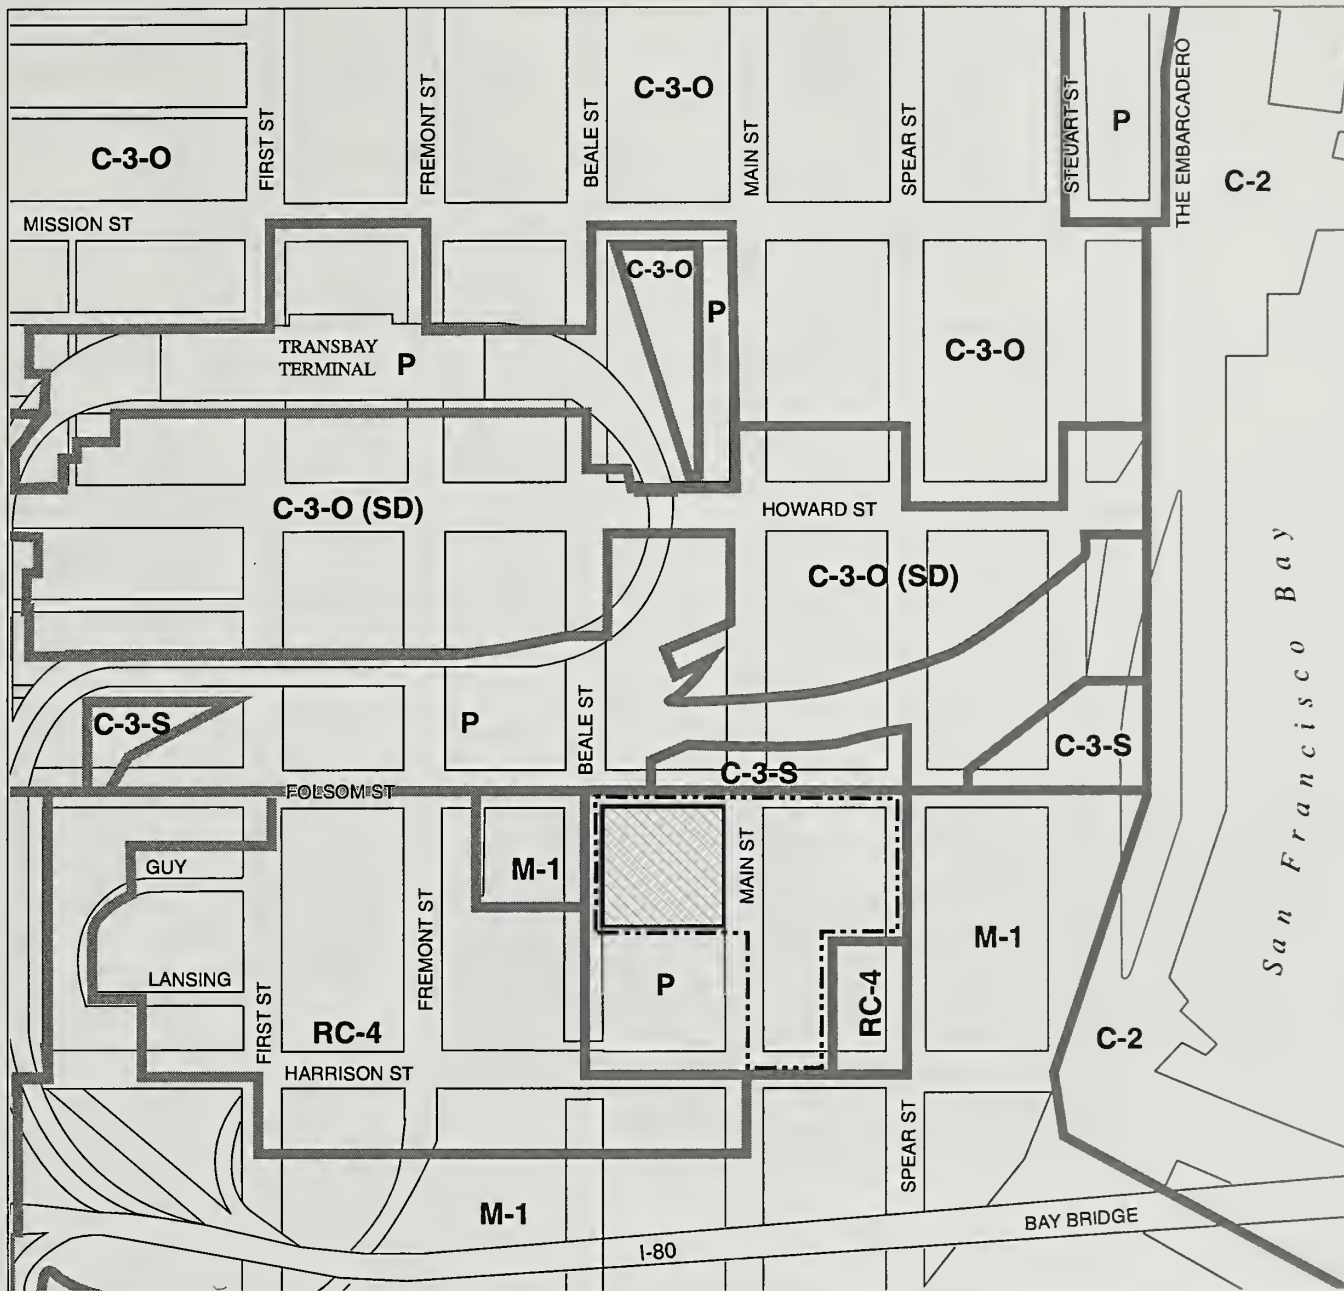 C-3-O
C-3-O
P
C-2
FIRST ST
FREMONT ST
BEALE ST
MAIN ST
SPEAR ST
STEUART ST
THE EMBARCADERO
MISSION ST
C-3-O
P
C-3-O
TRANSBAY
TERMINAL
P
C-3-O (SD)
HOWARD ST
C-3-O (SD)
San Francisco Bay
C-3-S
P
BEALE ST
C-3-S
C-3-S
FOLSOM ST
GUY
M-1
MAIN ST
M-1
LANSING
FIRST ST
RC-4
FREMONT ST
P
RC-4
C-2
HARRISON ST
SPEAR ST
M-1
I-80
BAY BRIDGE